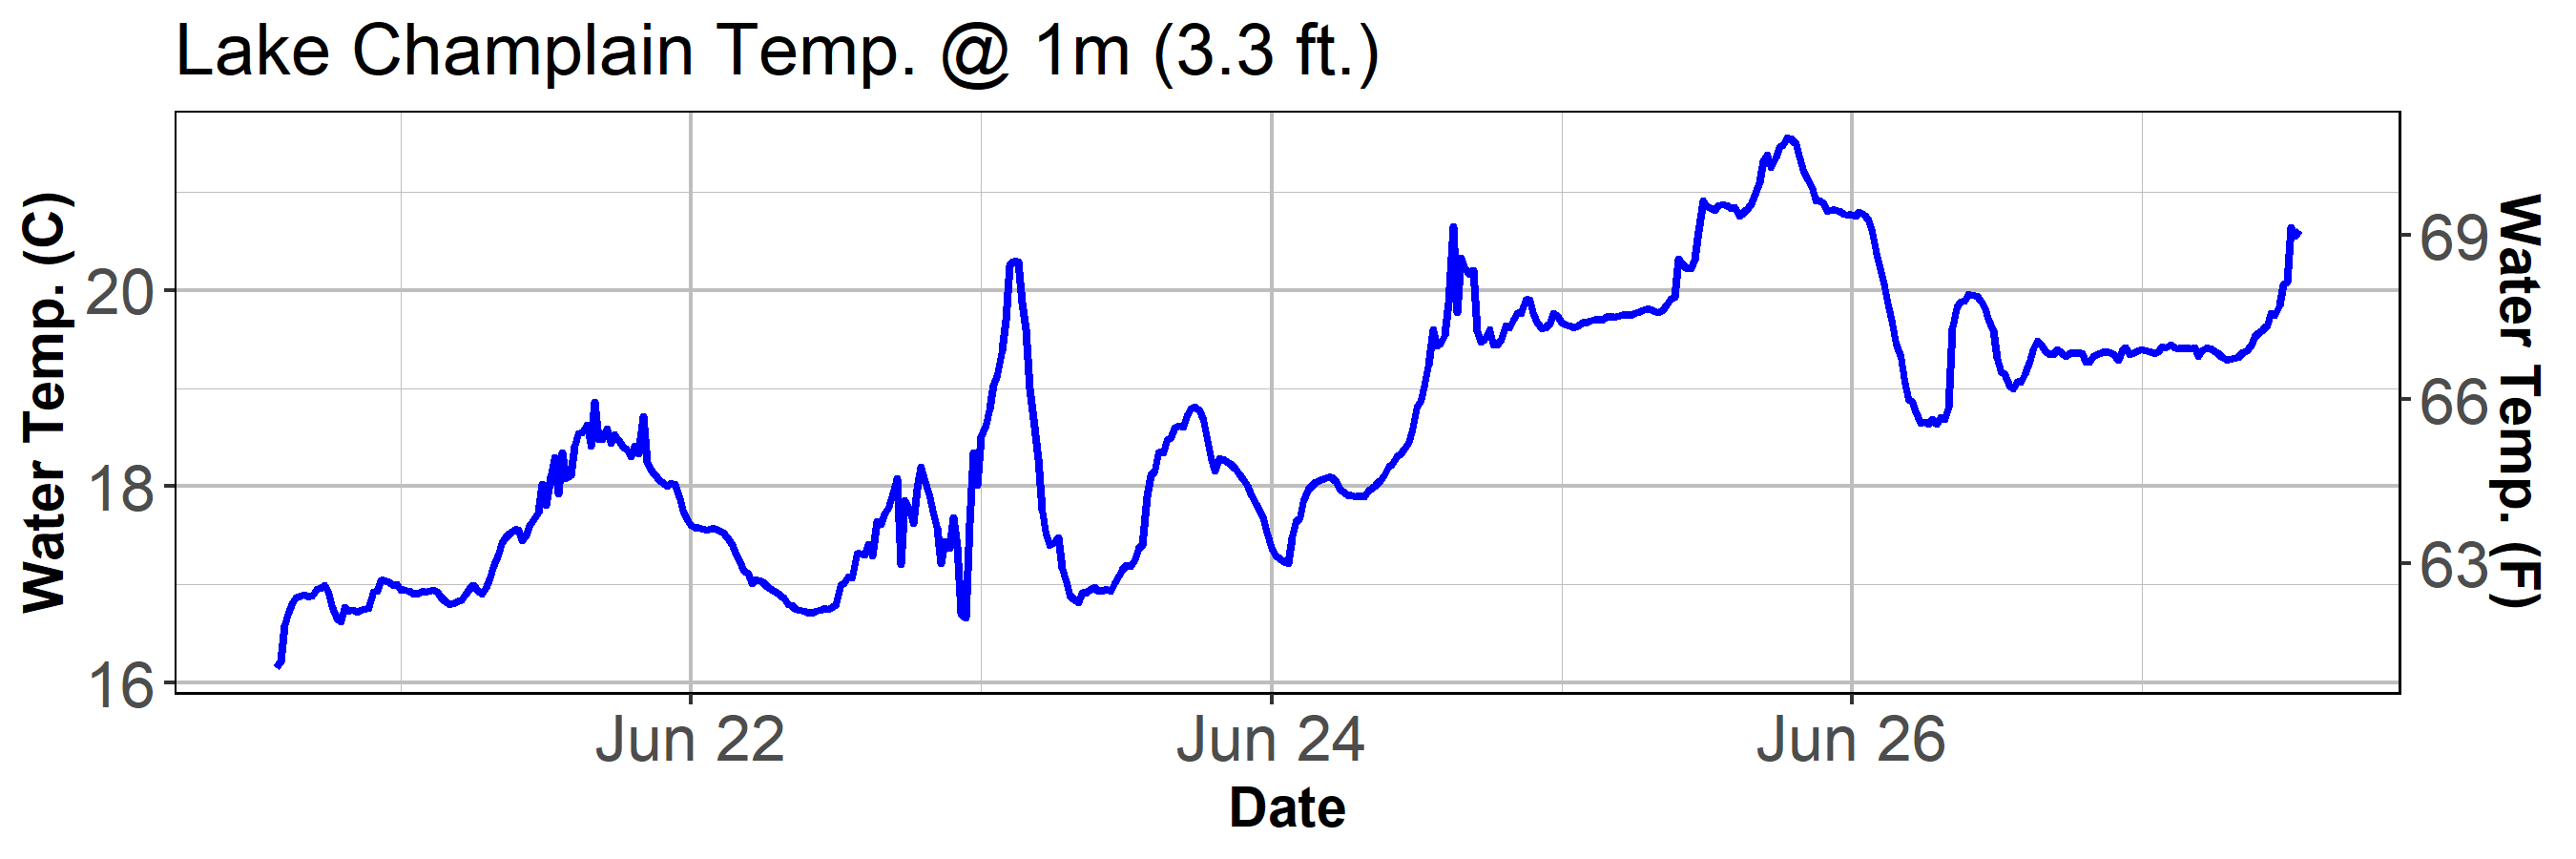 Lake Champlain Temp. @ 1m (3.3 ft.)
Water Temp. (C)
20
18
16
69
66
63
Water Temp. (F)
Jun 22
Jun 24
Jun 26
Date